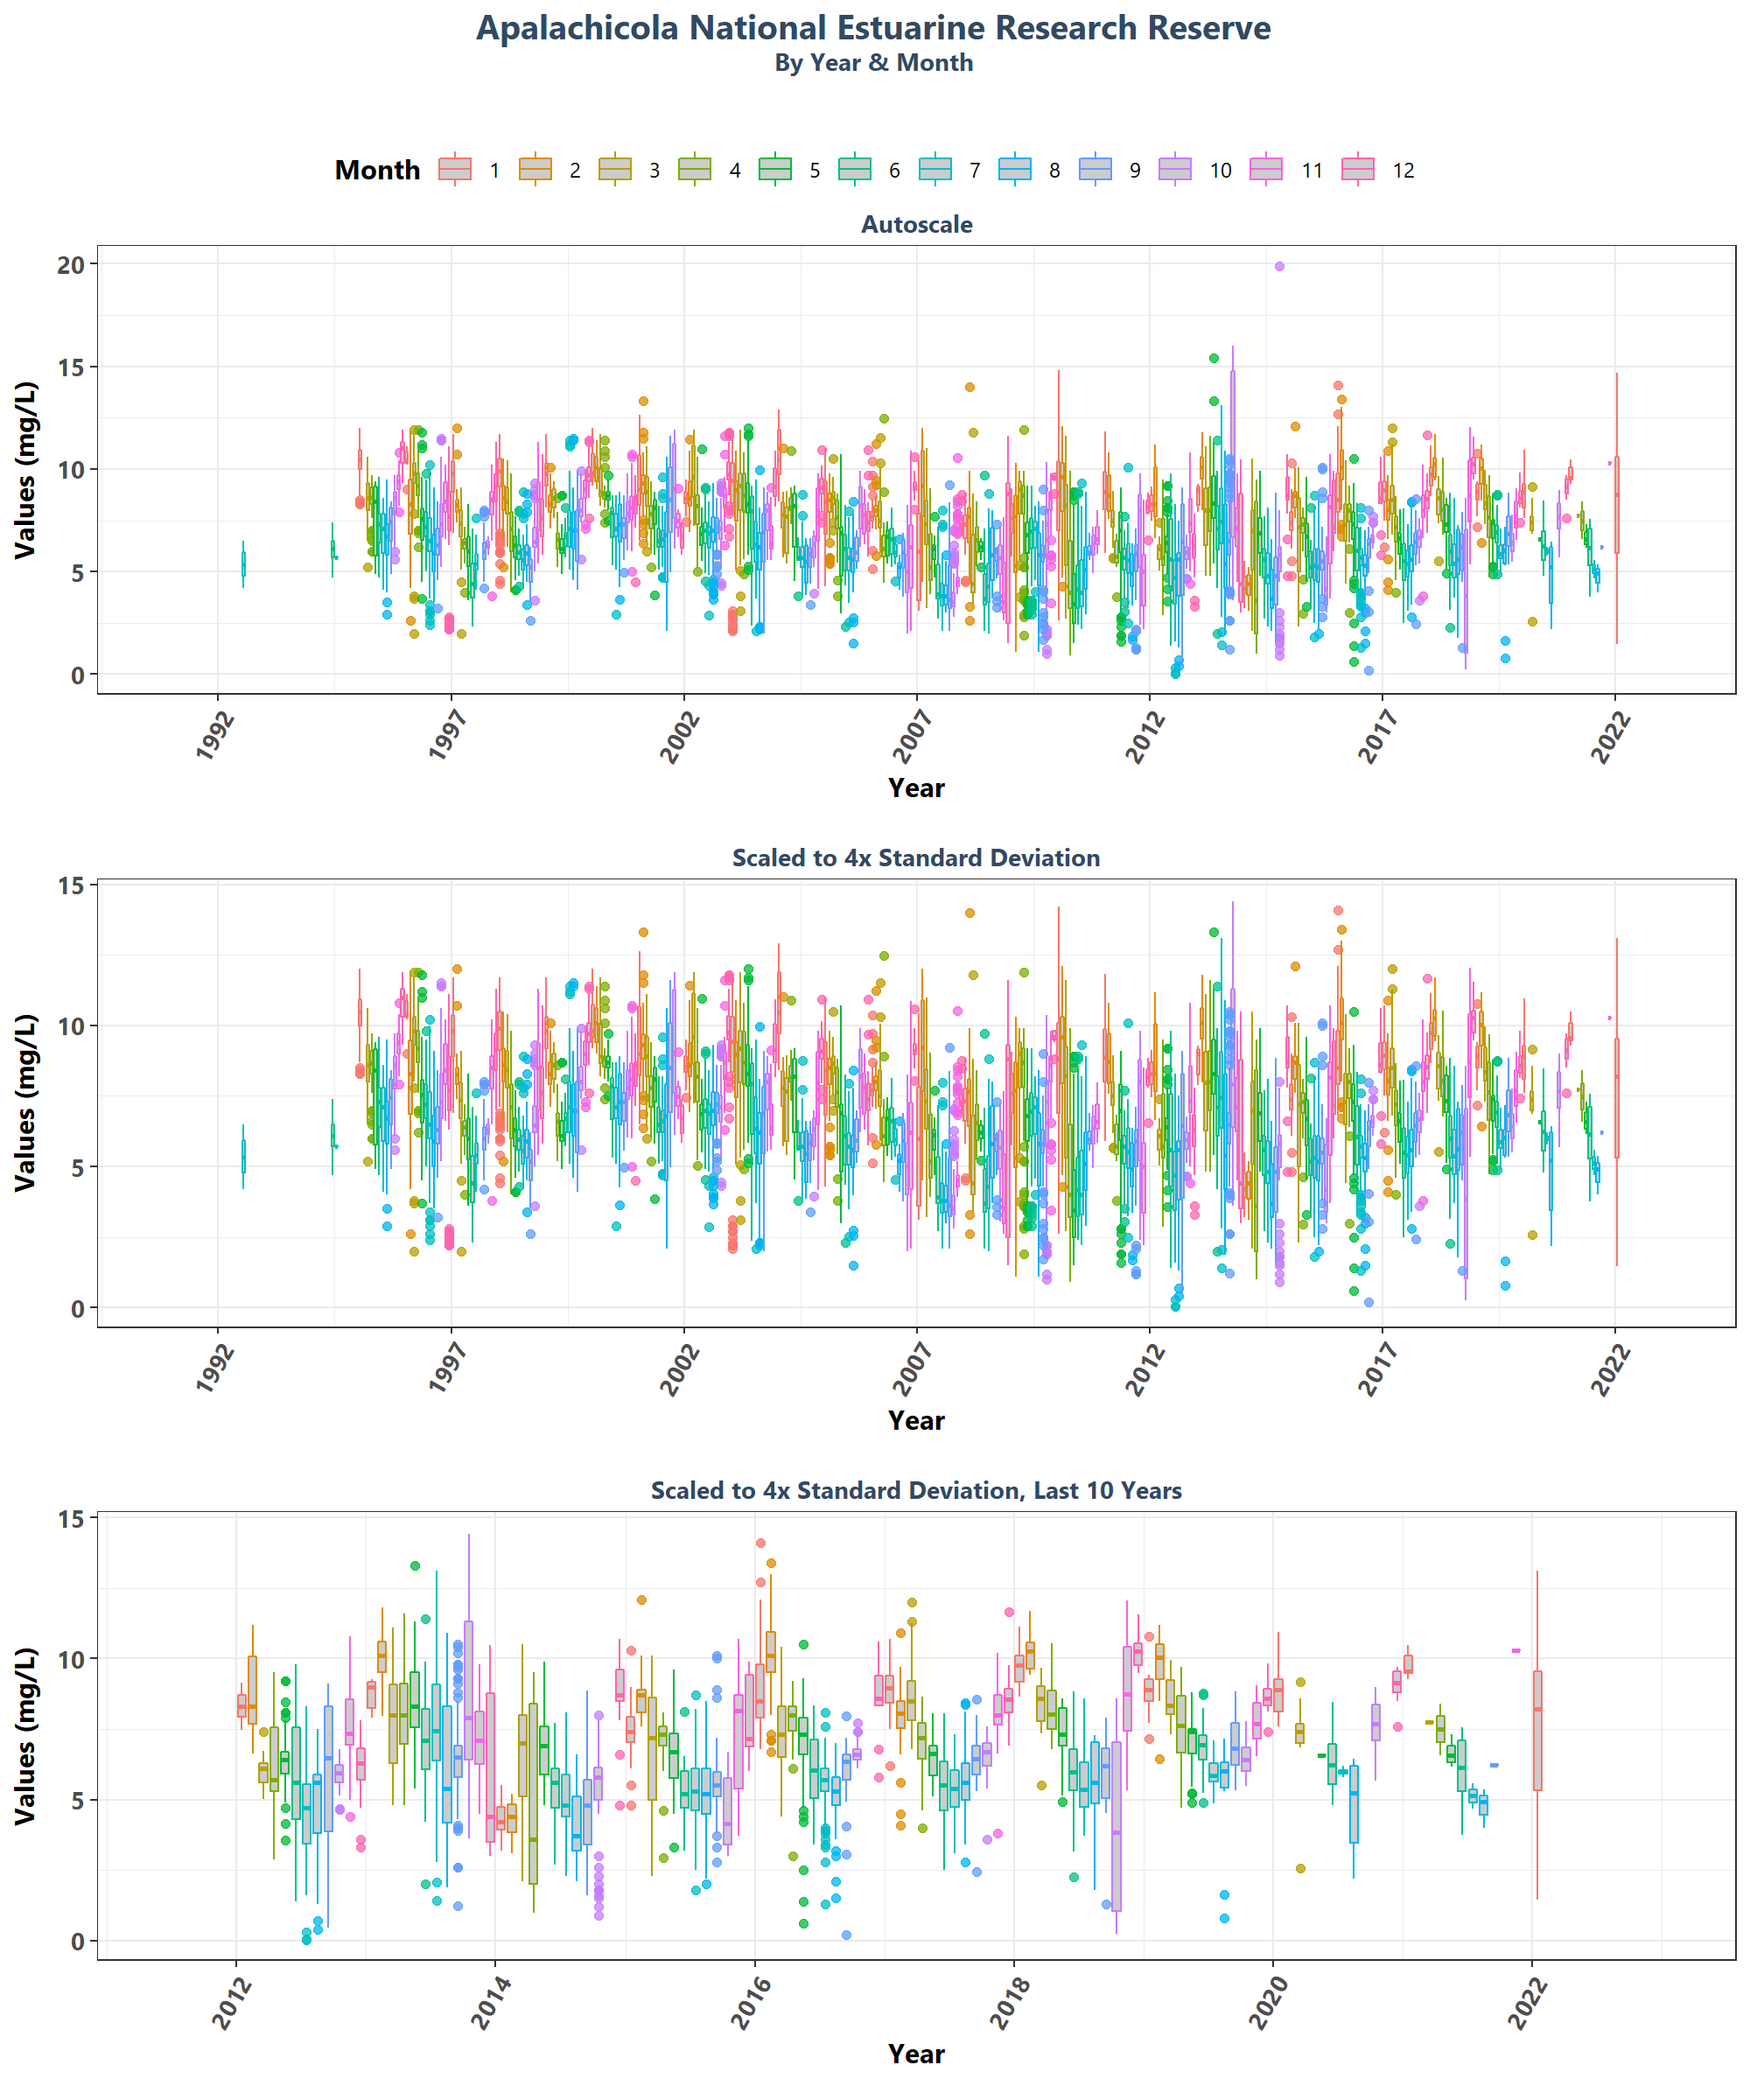 Apalachicola National Estuarine Research Reserve
By Year & Month
Month 1 2 3 4 5 6 7 8 9 10 11 12
Autoscale
Values (mg/L)
20
15
10
5
0
1992 1997 2002 2007 2012 2017 2022
Year
Scaled to 4x Standard Deviation
Values (mg/L)
15
10
5
0
1992 1997 2002 2007 2012 2017 2022
Year
Scaled to 4x Standard Deviation, Last 10 Years
Values (mg/L)
15
10
5
0
2012 2014 2016 2018 2020 2022
Year